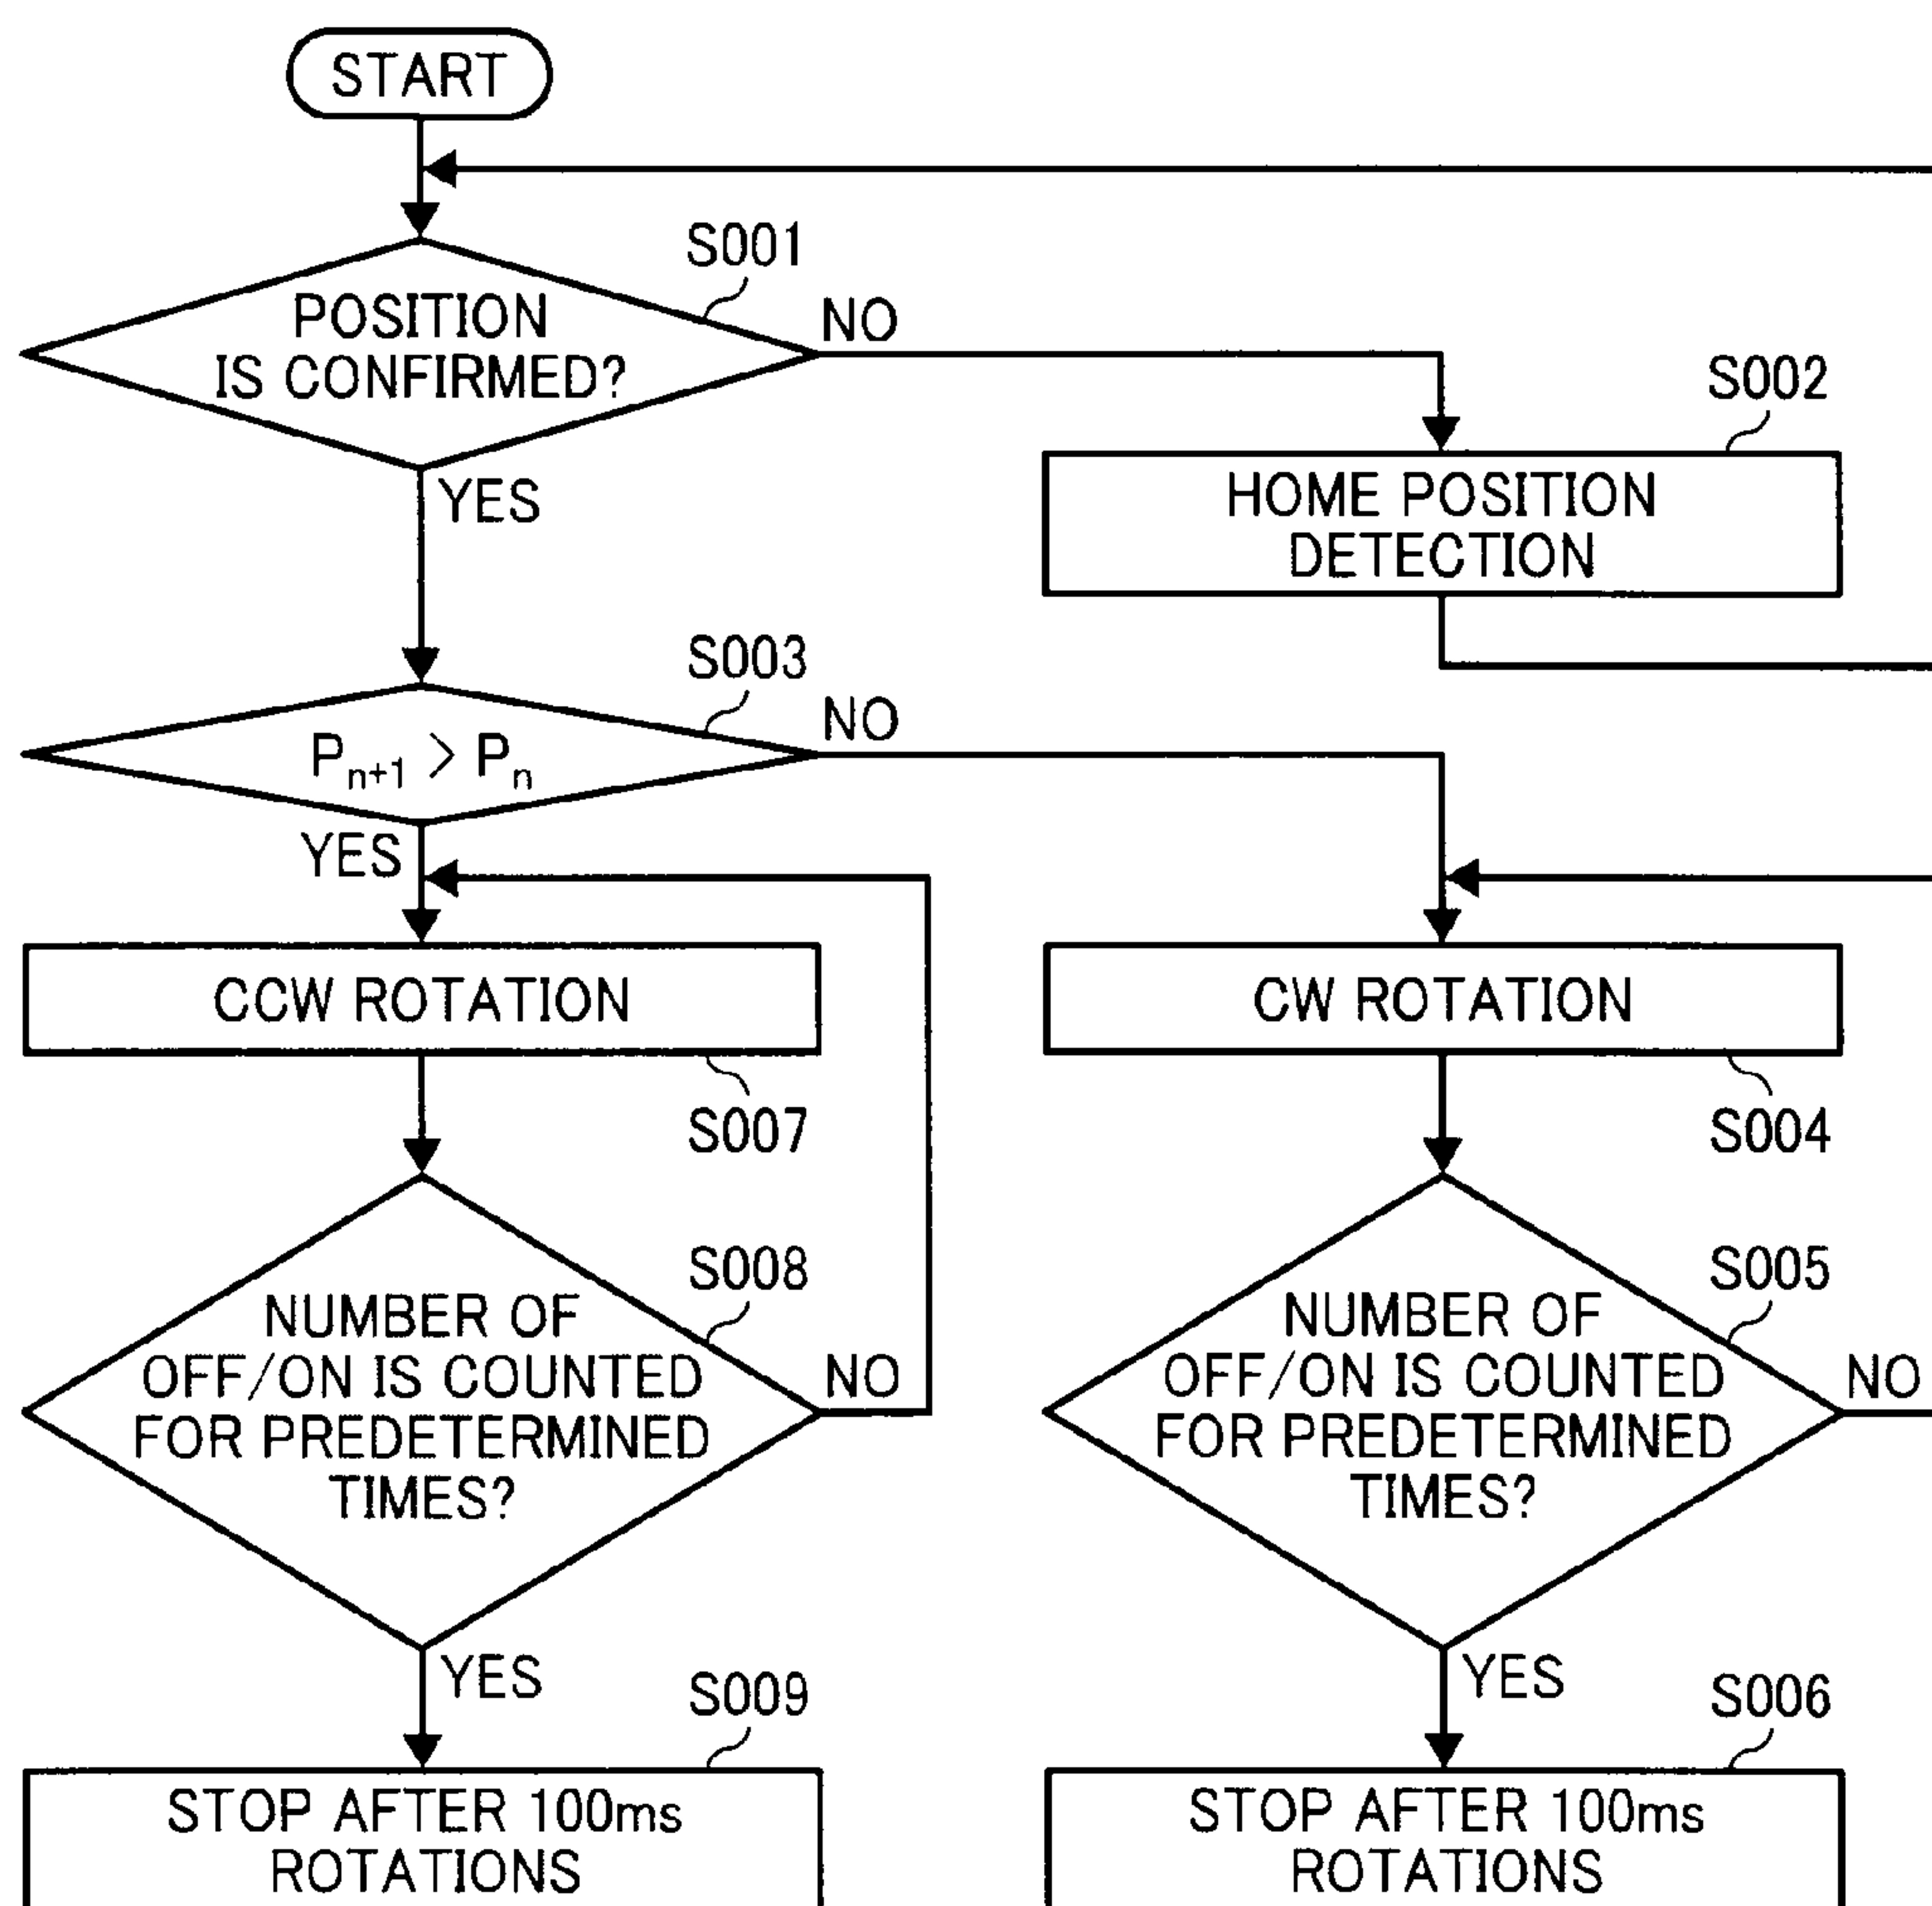 START
S001
POSITION
IS CONFIRMED?
NO
YES
S002
HOME POSITION
DETECTION
S003
Pn+1 > Pn
NO
YES
CCW ROTATION
S007
CW ROTATION
S004
S008
NUMBER OF
OFF/ON IS COUNTED
FOR PREDETERMINED
TIMES?
NO
YES
S005
NUMBER OF
OFF/ON IS COUNTED
FOR PREDETERMINED
TIMES?
NO
YES
S009
STOP AFTER 100ms
ROTATIONS
S006
STOP AFTER 100ms
ROTATIONS